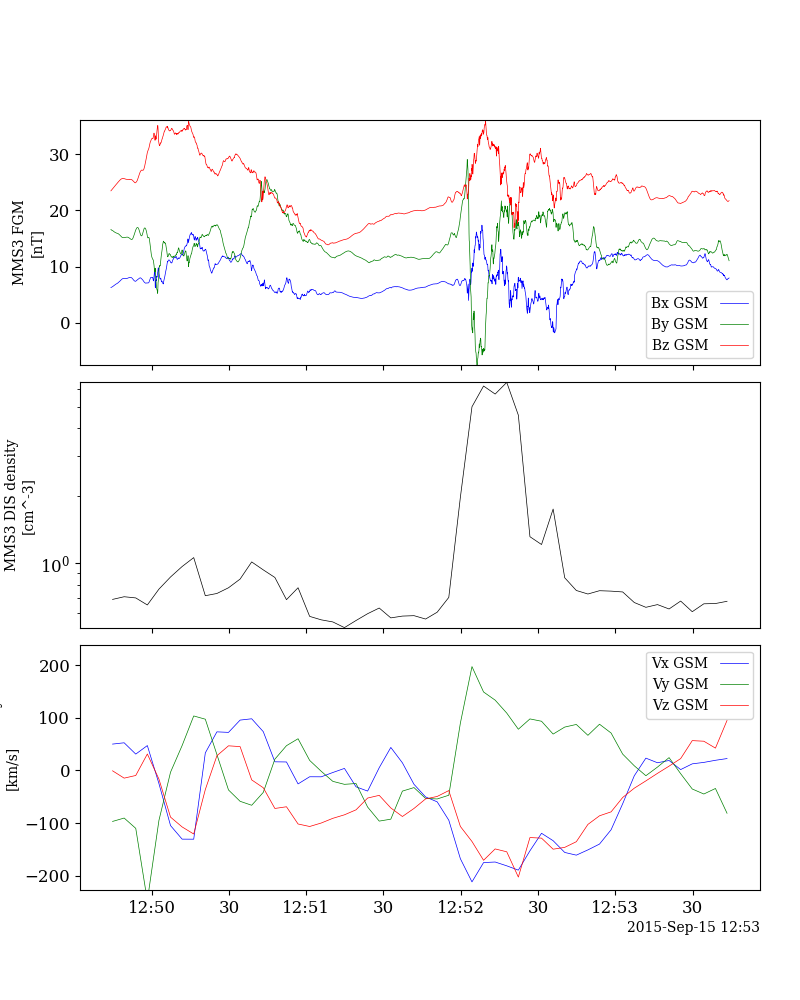 30
20
10
0
MMS3 FGM
[nT]
Bx GSM
By GSM
Bz GSM
10^0
MMS3 DIS density
[cm^-3]
200
100
0
−100
−200
[km/s]
Vx GSM
Vy GSM
Vz GSM
12:50 30 12:51 30 12:52 30 12:53 30
2015-Sep-15 12:53